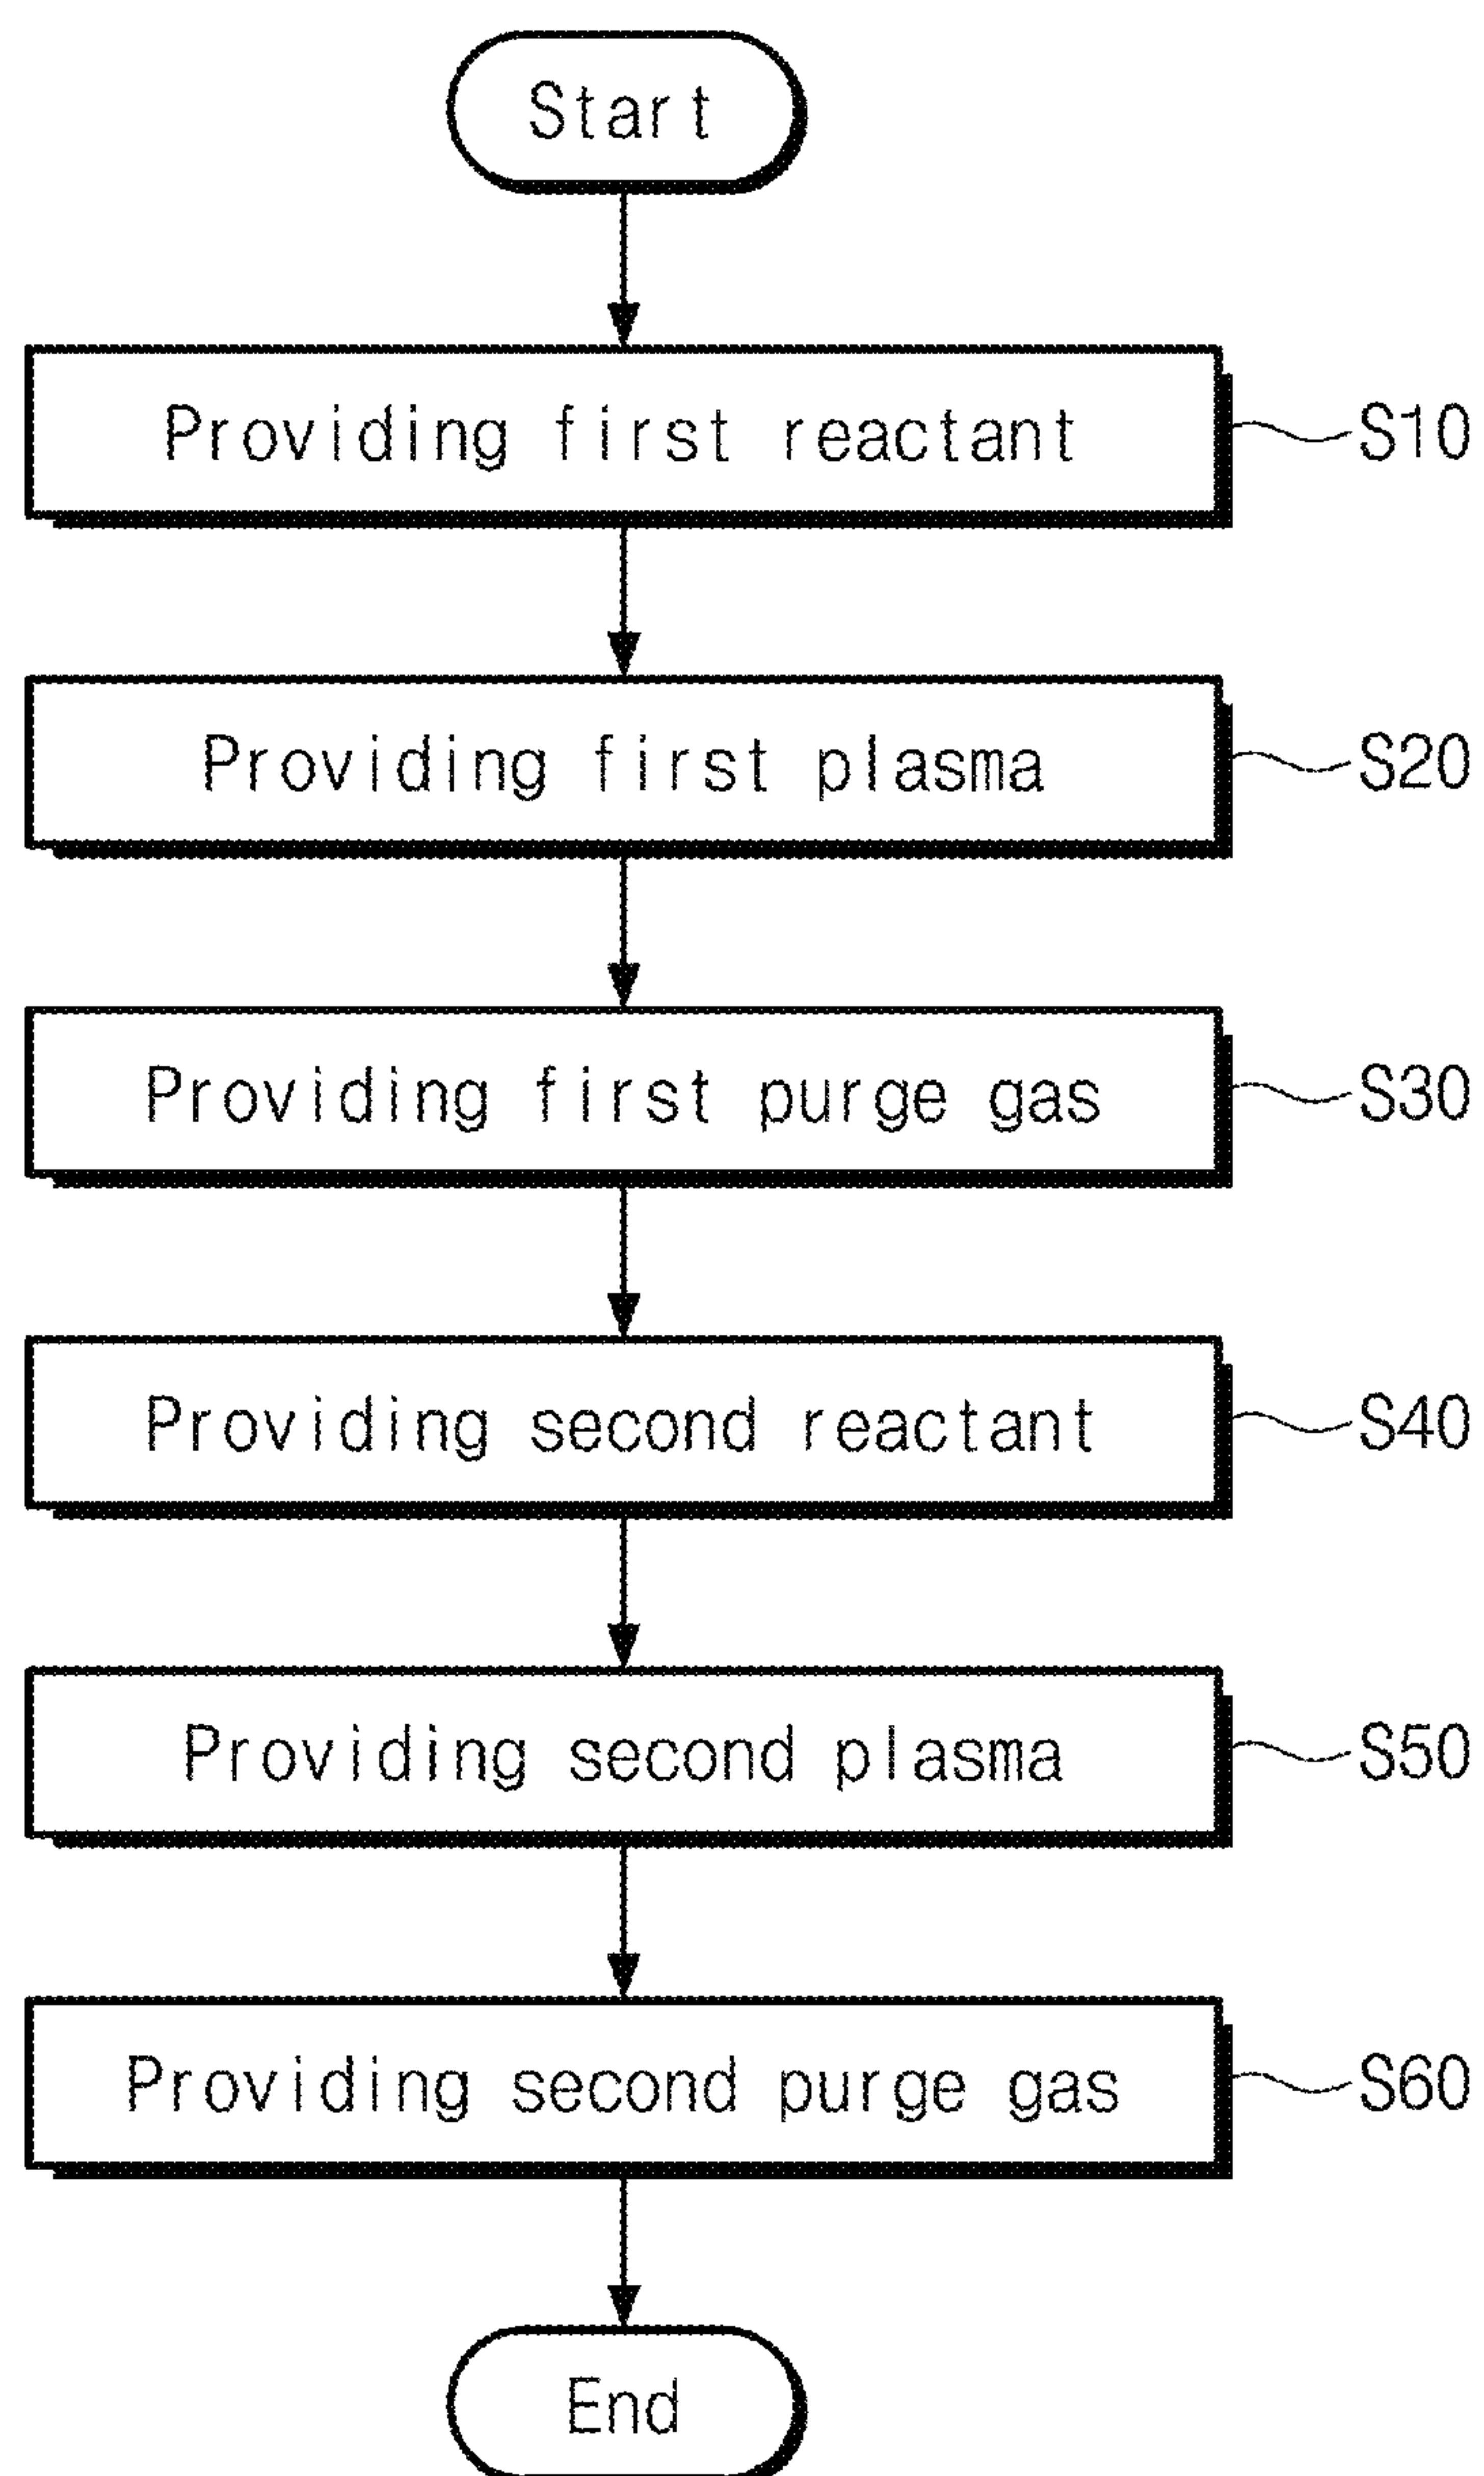 Start
Providing first reactant
S10
Providing first plasma
S20
Providing first purge gas
S30
Providing second reactant
S40
Providing second plasma
S50
Providing second purge gas
S60
End